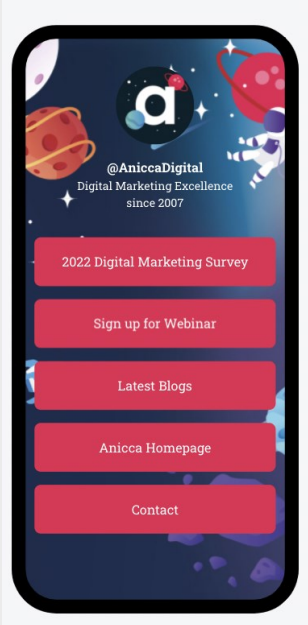 a
@AniccaDigital
Digital Marketing Excellence
since 2007
2022 Digital Marketing Survey
Sign up for Webinar
Latest Blogs
Anicca Homepage
Contact